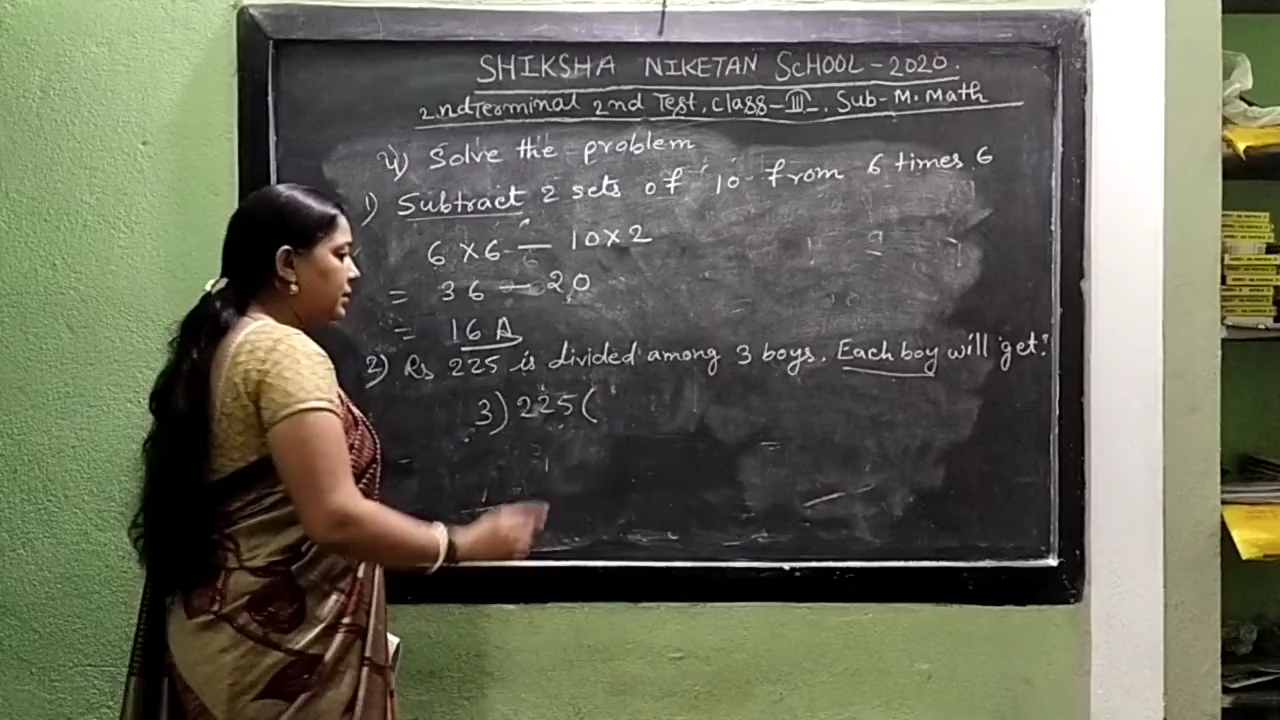 SHIKSHA NIKETAN SCHOOL-2020.
2nd Terminal 2nd Test, Class-III, Sub-M. Math
4) Solve the problem
1) Subtract 2 sets of 10 from 6 times 6
6 x 6 - 10 x 2
= 36 - 20
= 16 A
2) Rs 225 is divided among 3 boys. Each boy will get?
3) 225 (